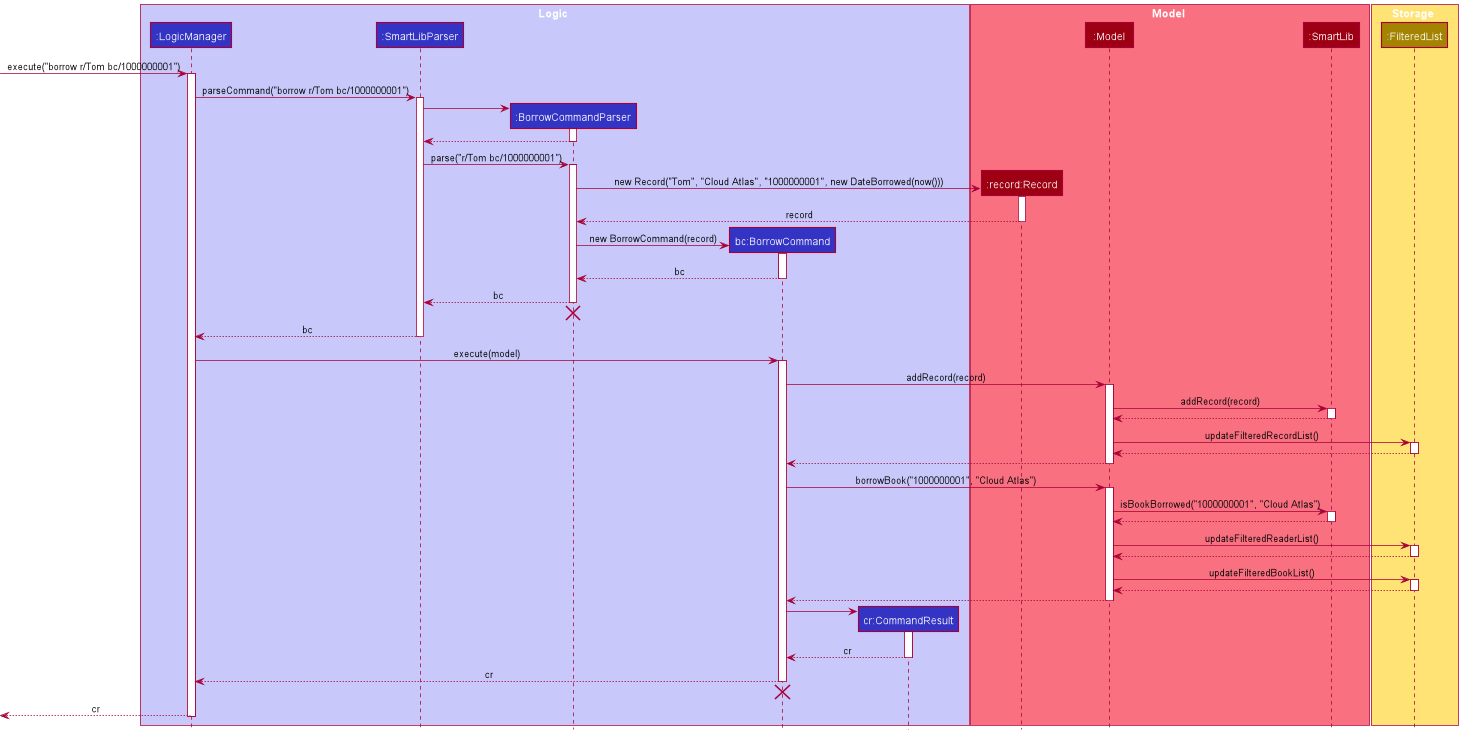 Logic
Model
Storage
:LogicManager
:SmartLibParser
:Model
:SmartLib
:FilteredList
execute("borrow r/Tom bc/1000000001")
parseCommand("borrow r/Tom bc/1000000001")
:BorrowCommandParser
parse("r/Tom bc/1000000001")
new Record("Tom", "Cloud Atlas", "1000000001", new DateBorrowed(now()))
:record:Record
record
new BorrowCommand(record)
bc:BorrowCommand
bc
bc
bc
execute(model)
addRecord(record)
addRecord(record)
updateFilteredRecordList()
borrowBook("1000000001", "Cloud Atlas")
isBookBorrowed("1000000001", "Cloud Atlas")
updateFilteredReaderList()
updateFilteredBookList()
cr:CommandResult
cr
cr
cr